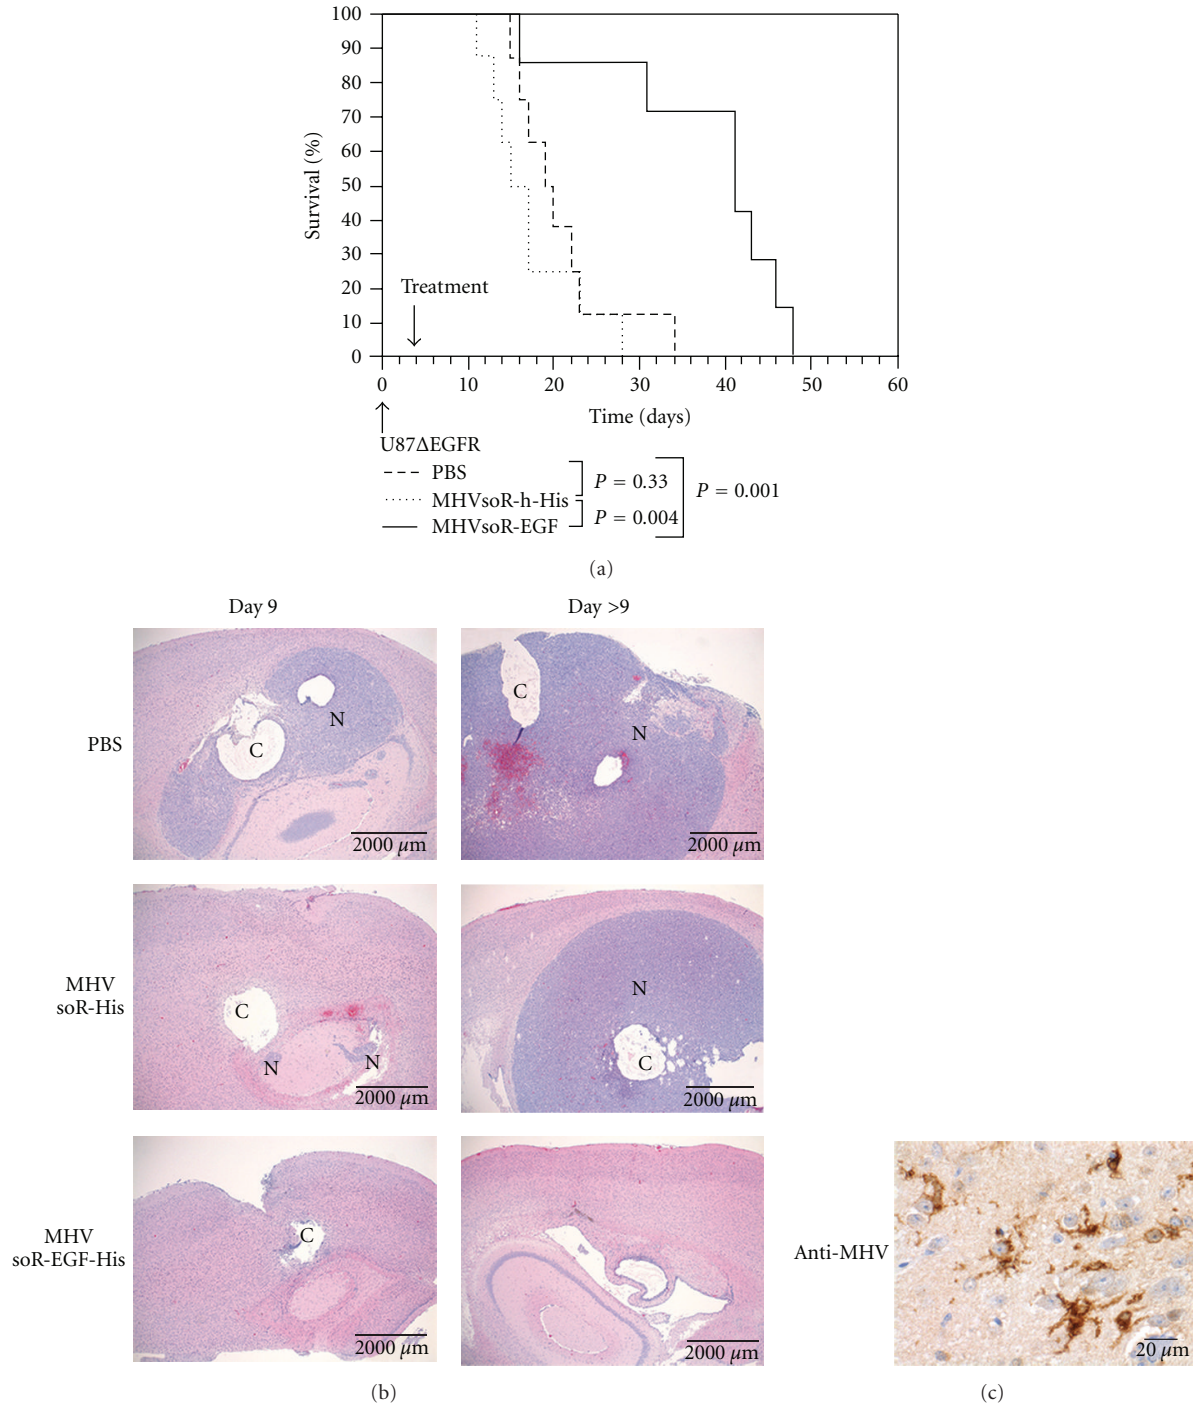 100
90
80
70
60
50
40
30
20
10
0
Survival (%)
Treatment
0 10 20 30 40 50 60
Time (days)
U87ΔEGFR
PBS
MHVsoR-h-His
MHVsoR-EGF
P = 0.33
P = 0.004
P = 0.001
(a)
Day 9 Day >9
PBS
C N
2000 µm
C N
2000 µm
MHV
soR-His
C N N
2000 µm
N
C
2000 µm
MHV
soR-EGF-His
C
2000 µm
2000 µm
(b)
Anti-MHV
20 µm
(c)